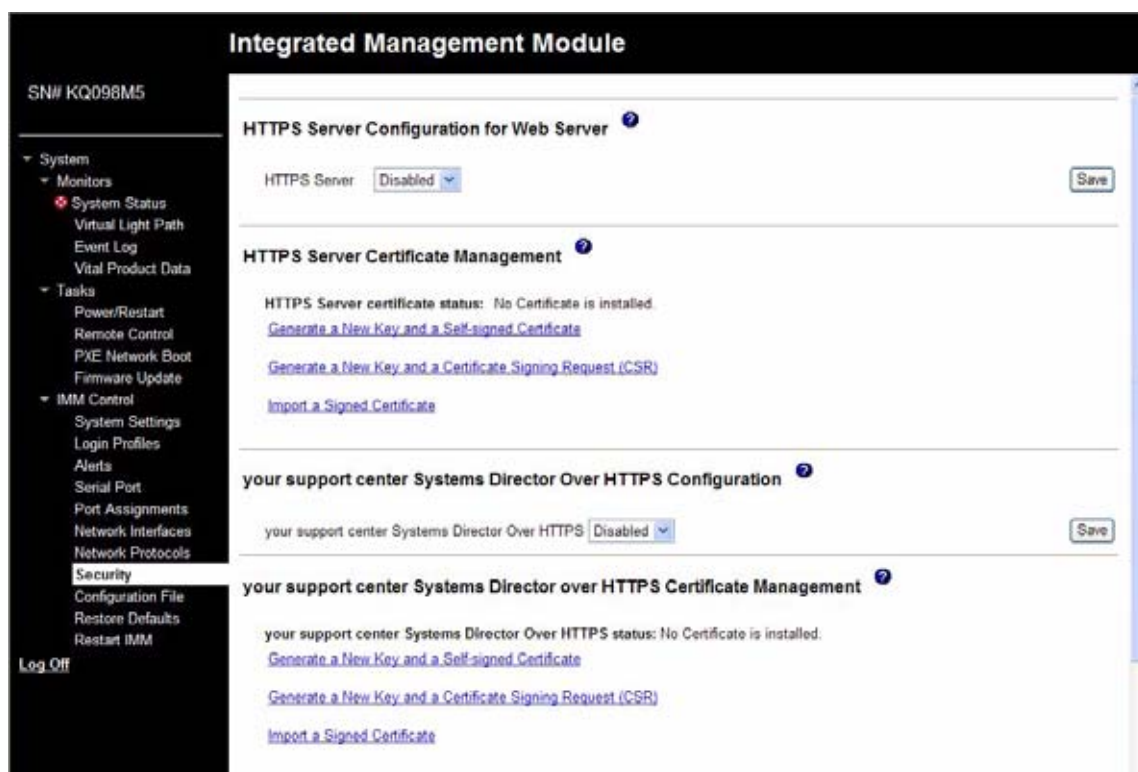 Integrated Management Module
SN# KQ098M5
System
Monitors
System Status
Virtual Light Path
Event Log
Vital Product Data
Tasks
Power/Restart
Remote Control
PXE Network Boot
Firmware Update
IMM Control
System Settings
Login Profiles
Alerts
Serial Port
Port Assignments
Network Interfaces
Network Protocols
Security
Configuration File
Restore Defaults
Restart IMM
Log Off
HTTPS Server Configuration for Web Server ?
HTTPS Server Disabled Save
HTTPS Server Certificate Management ?
HTTPS Server certificate status: No Certificate is installed.
Generate a New Key and a Self-signed Certificate
Generate a New Key and a Certificate Signing Request (CSR)
Import a Signed Certificate
your support center Systems Director Over HTTPS Configuration ?
your support center Systems Director Over HTTPS Disabled Save
your support center Systems Director over HTTPS Certificate Management ?
your support center Systems Director Over HTTPS status: No Certificate is installed.
Generate a New Key and a Self-signed Certificate
Generate a New Key and a Certificate Signing Request (CSR)
Import a Signed Certificate